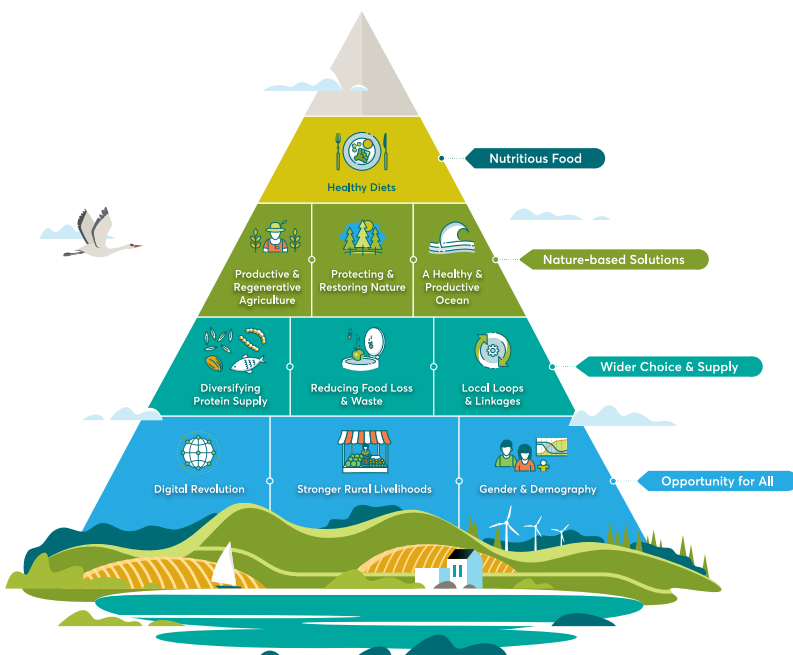 Healthy Diets
Nutritious Food
Productive &
Regenerative
Agriculture
Protecting &
Restoring Nature
A Healthy &
Productive
Ocean
Nature-based Solutions
Diversifying
Protein Supply
Reducing Food Loss
& Waste
Local Loops
& Linkages
Wider Choice & Supply
Digital Revolution
Stronger Rural Livelihoods
Gender & Demography
Opportunity for All